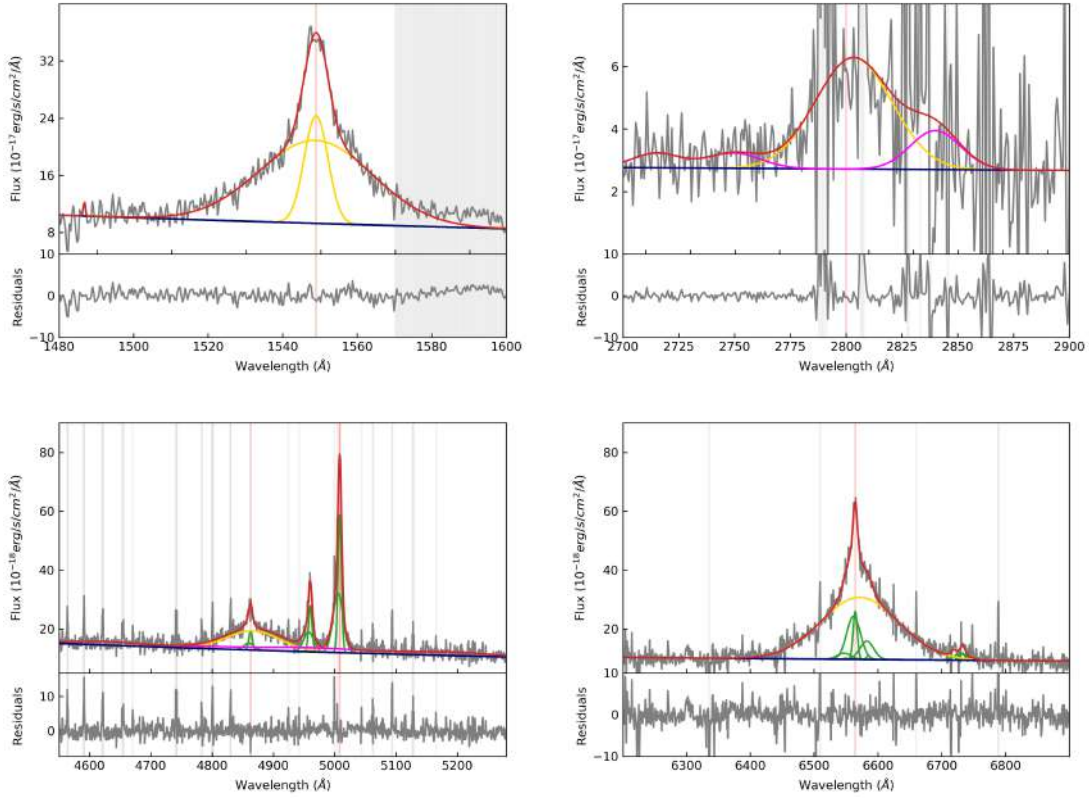 Flux (10⁻¹⁷erg/s/cm²/Å)
32
24
16
8
Residuals
10
0
−10
1480 1500 1520 1540 1560 1580 1600
Wavelength (Å)
Flux (10⁻¹⁷erg/s/cm²/Å)
6
4
2
Residuals
10
0
−10
2700 2725 2750 2775 2800 2825 2850 2875 2900
Wavelength (Å)
Flux (10⁻¹⁸erg/s/cm²/Å)
80
60
40
20
Residuals
10
0
4600 4700 4800 4900 5000 5100 5200
Wavelength (Å)
Flux (10⁻¹⁸erg/s/cm²/Å)
80
60
40
20
Residuals
10
0
−10
6300 6400 6500 6600 6700 6800
Wavelength (Å)